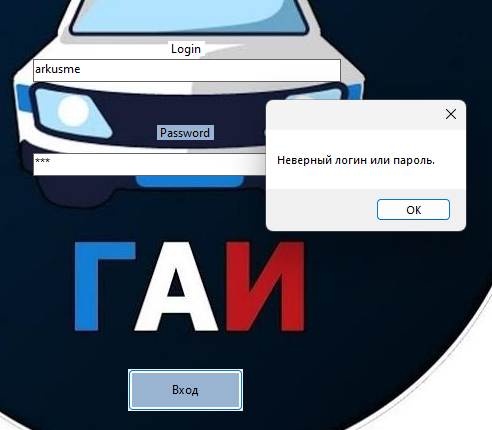 Login
arkusme
Password
***
Неверный логин или пароль.
OK
ГАИ
Вход